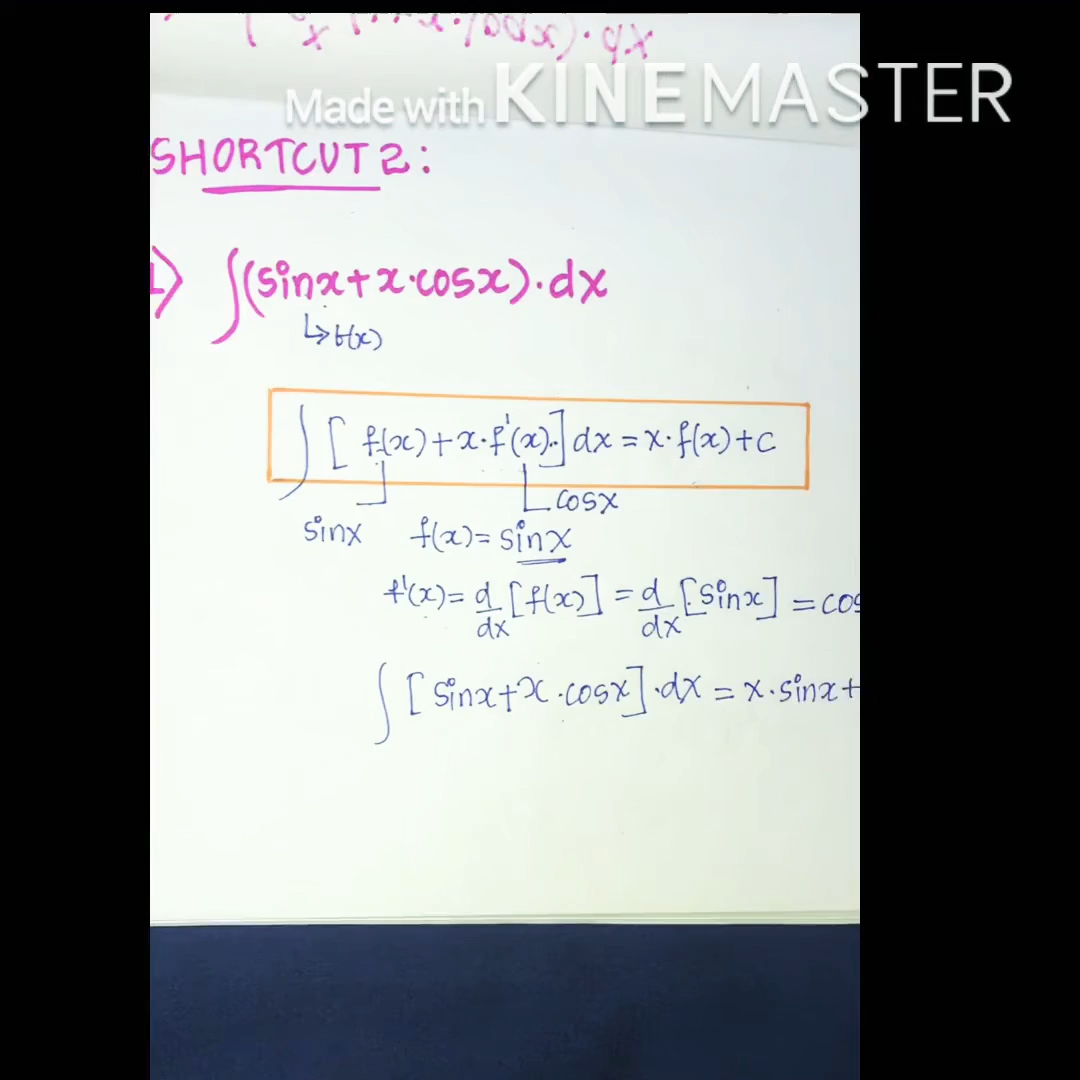 Made with KINEMASTER
SHORTCUT 2:
∫(sinx+x·cosx)·dx
↳f(x)
∫[f(x)+x·f'(x)·]dx=x·f(x)+c
cosx
sinx f(x)=sinx
f'(x)=d/dx[f(x)]=d/dx[sinx]=cos
∫[sinx+x·cosx]·dx=x·sinx+